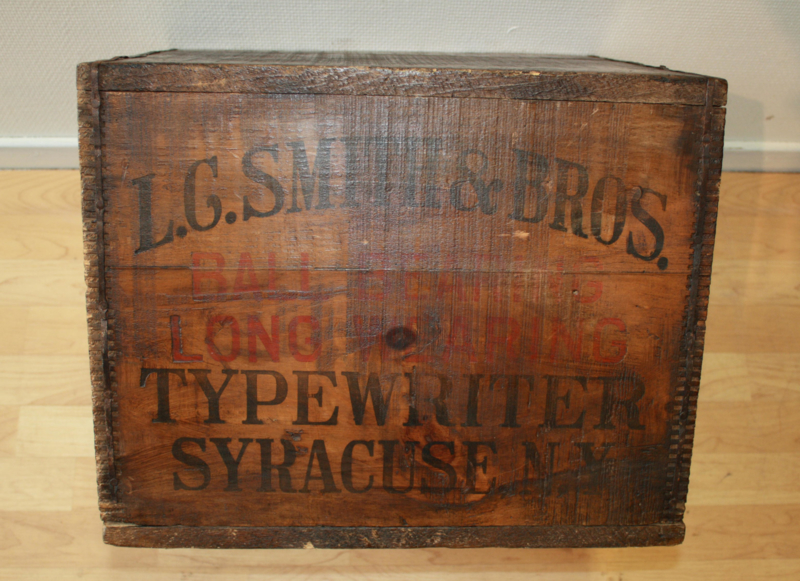 L.C. SMITH & BROS.
BALL BEARING
LONG WEARING
TYPEWRITER
SYRACUSE, N.Y.